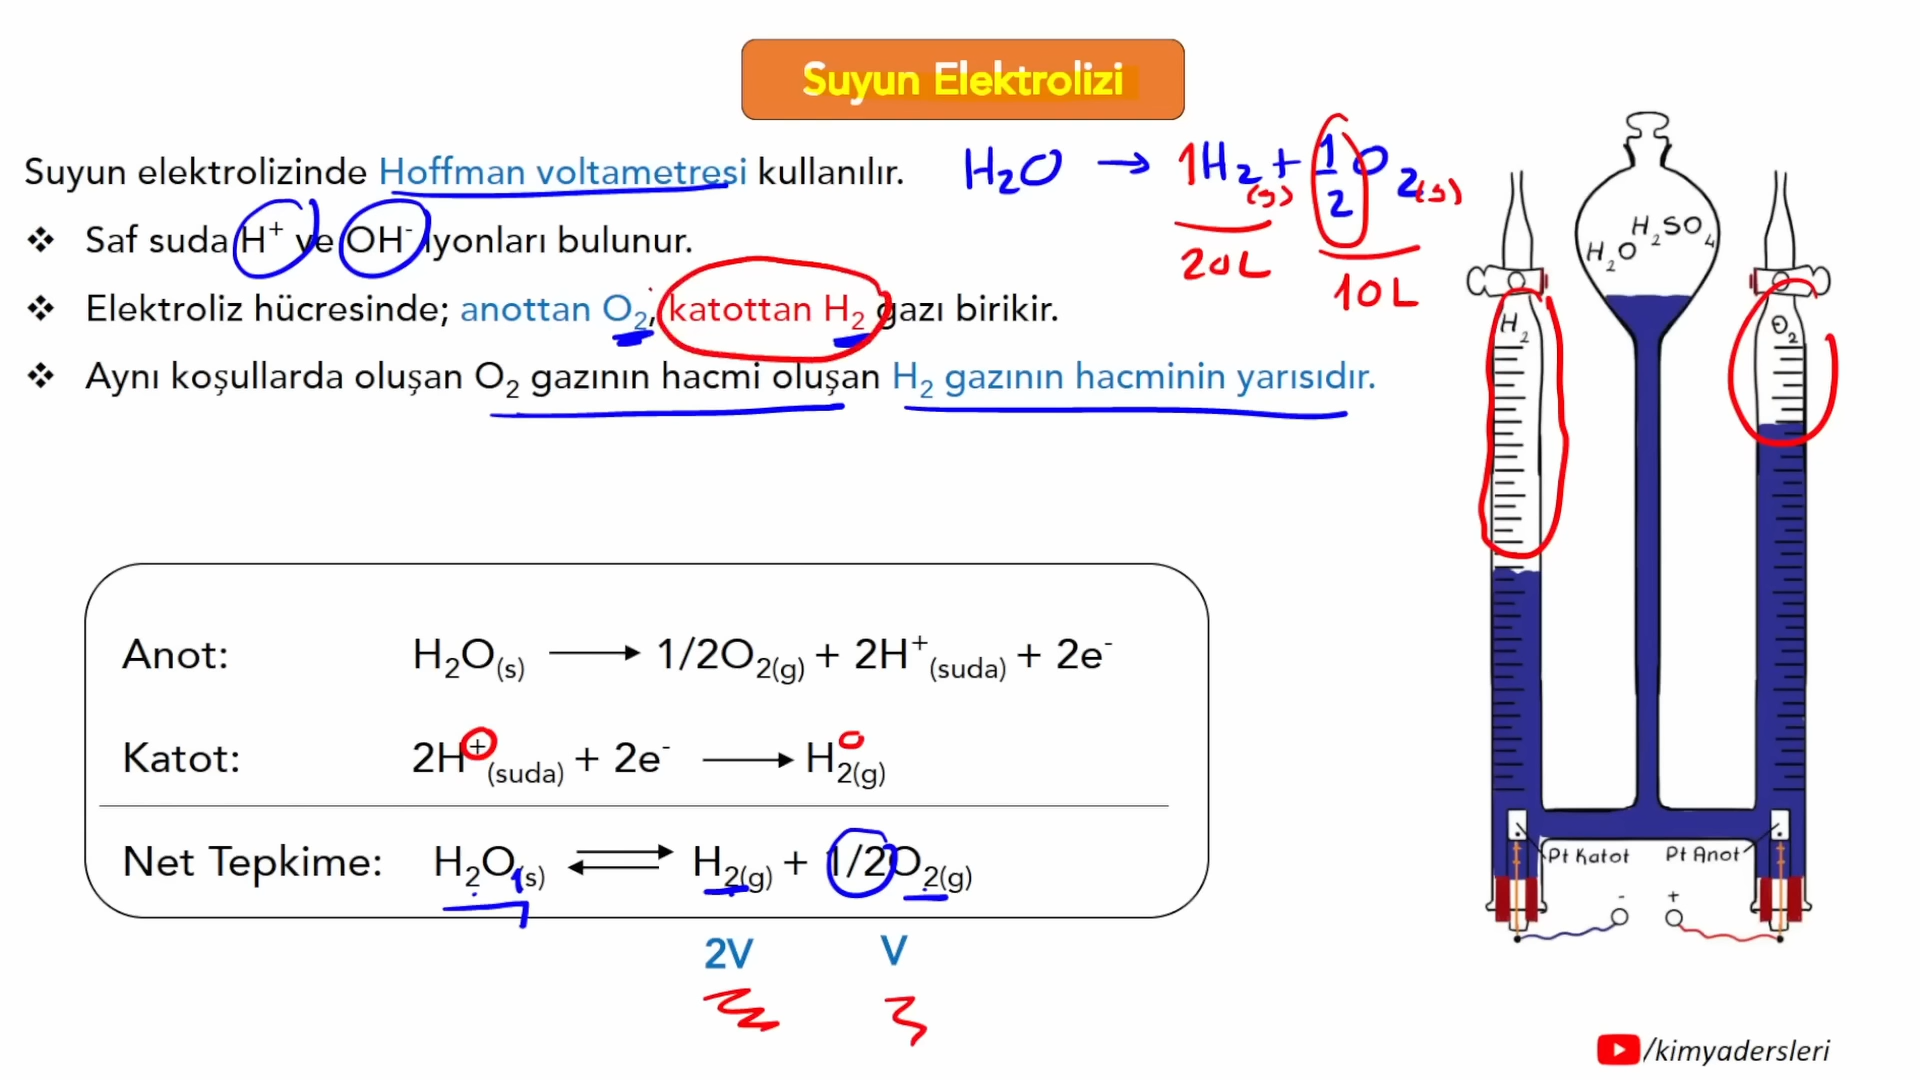 Suyun Elektrolizi
Suyun elektrolizinde Hoffman voltametresi kullanılır.
H₂O → 1H₂(g) + 1/2 O₂(g)
20L
10L
❖ Saf suda H⁺ ve OH⁻ iyonları bulunur.
❖ Elektroliz hücresinde; anottan O₂, katottan H₂ gazı birikir.
❖ Aynı koşullarda oluşan O₂ gazının hacmi oluşan H₂ gazının hacminin yarısıdır.
H₂O H₂SO₄
H₂
O₂
Anot: H₂O(s) ⟶ 1/2O₂(g) + 2H⁺(suda) + 2e⁻
Katot: 2H⁺(suda) + 2e⁻ ⟶ H₂(g)
0
Net Tepkime: H₂O(s) ⇌ H₂(g) + 1/2O₂(g)
1
2V V
Pt Katot Pt Anot
- +
/kimyadersleri